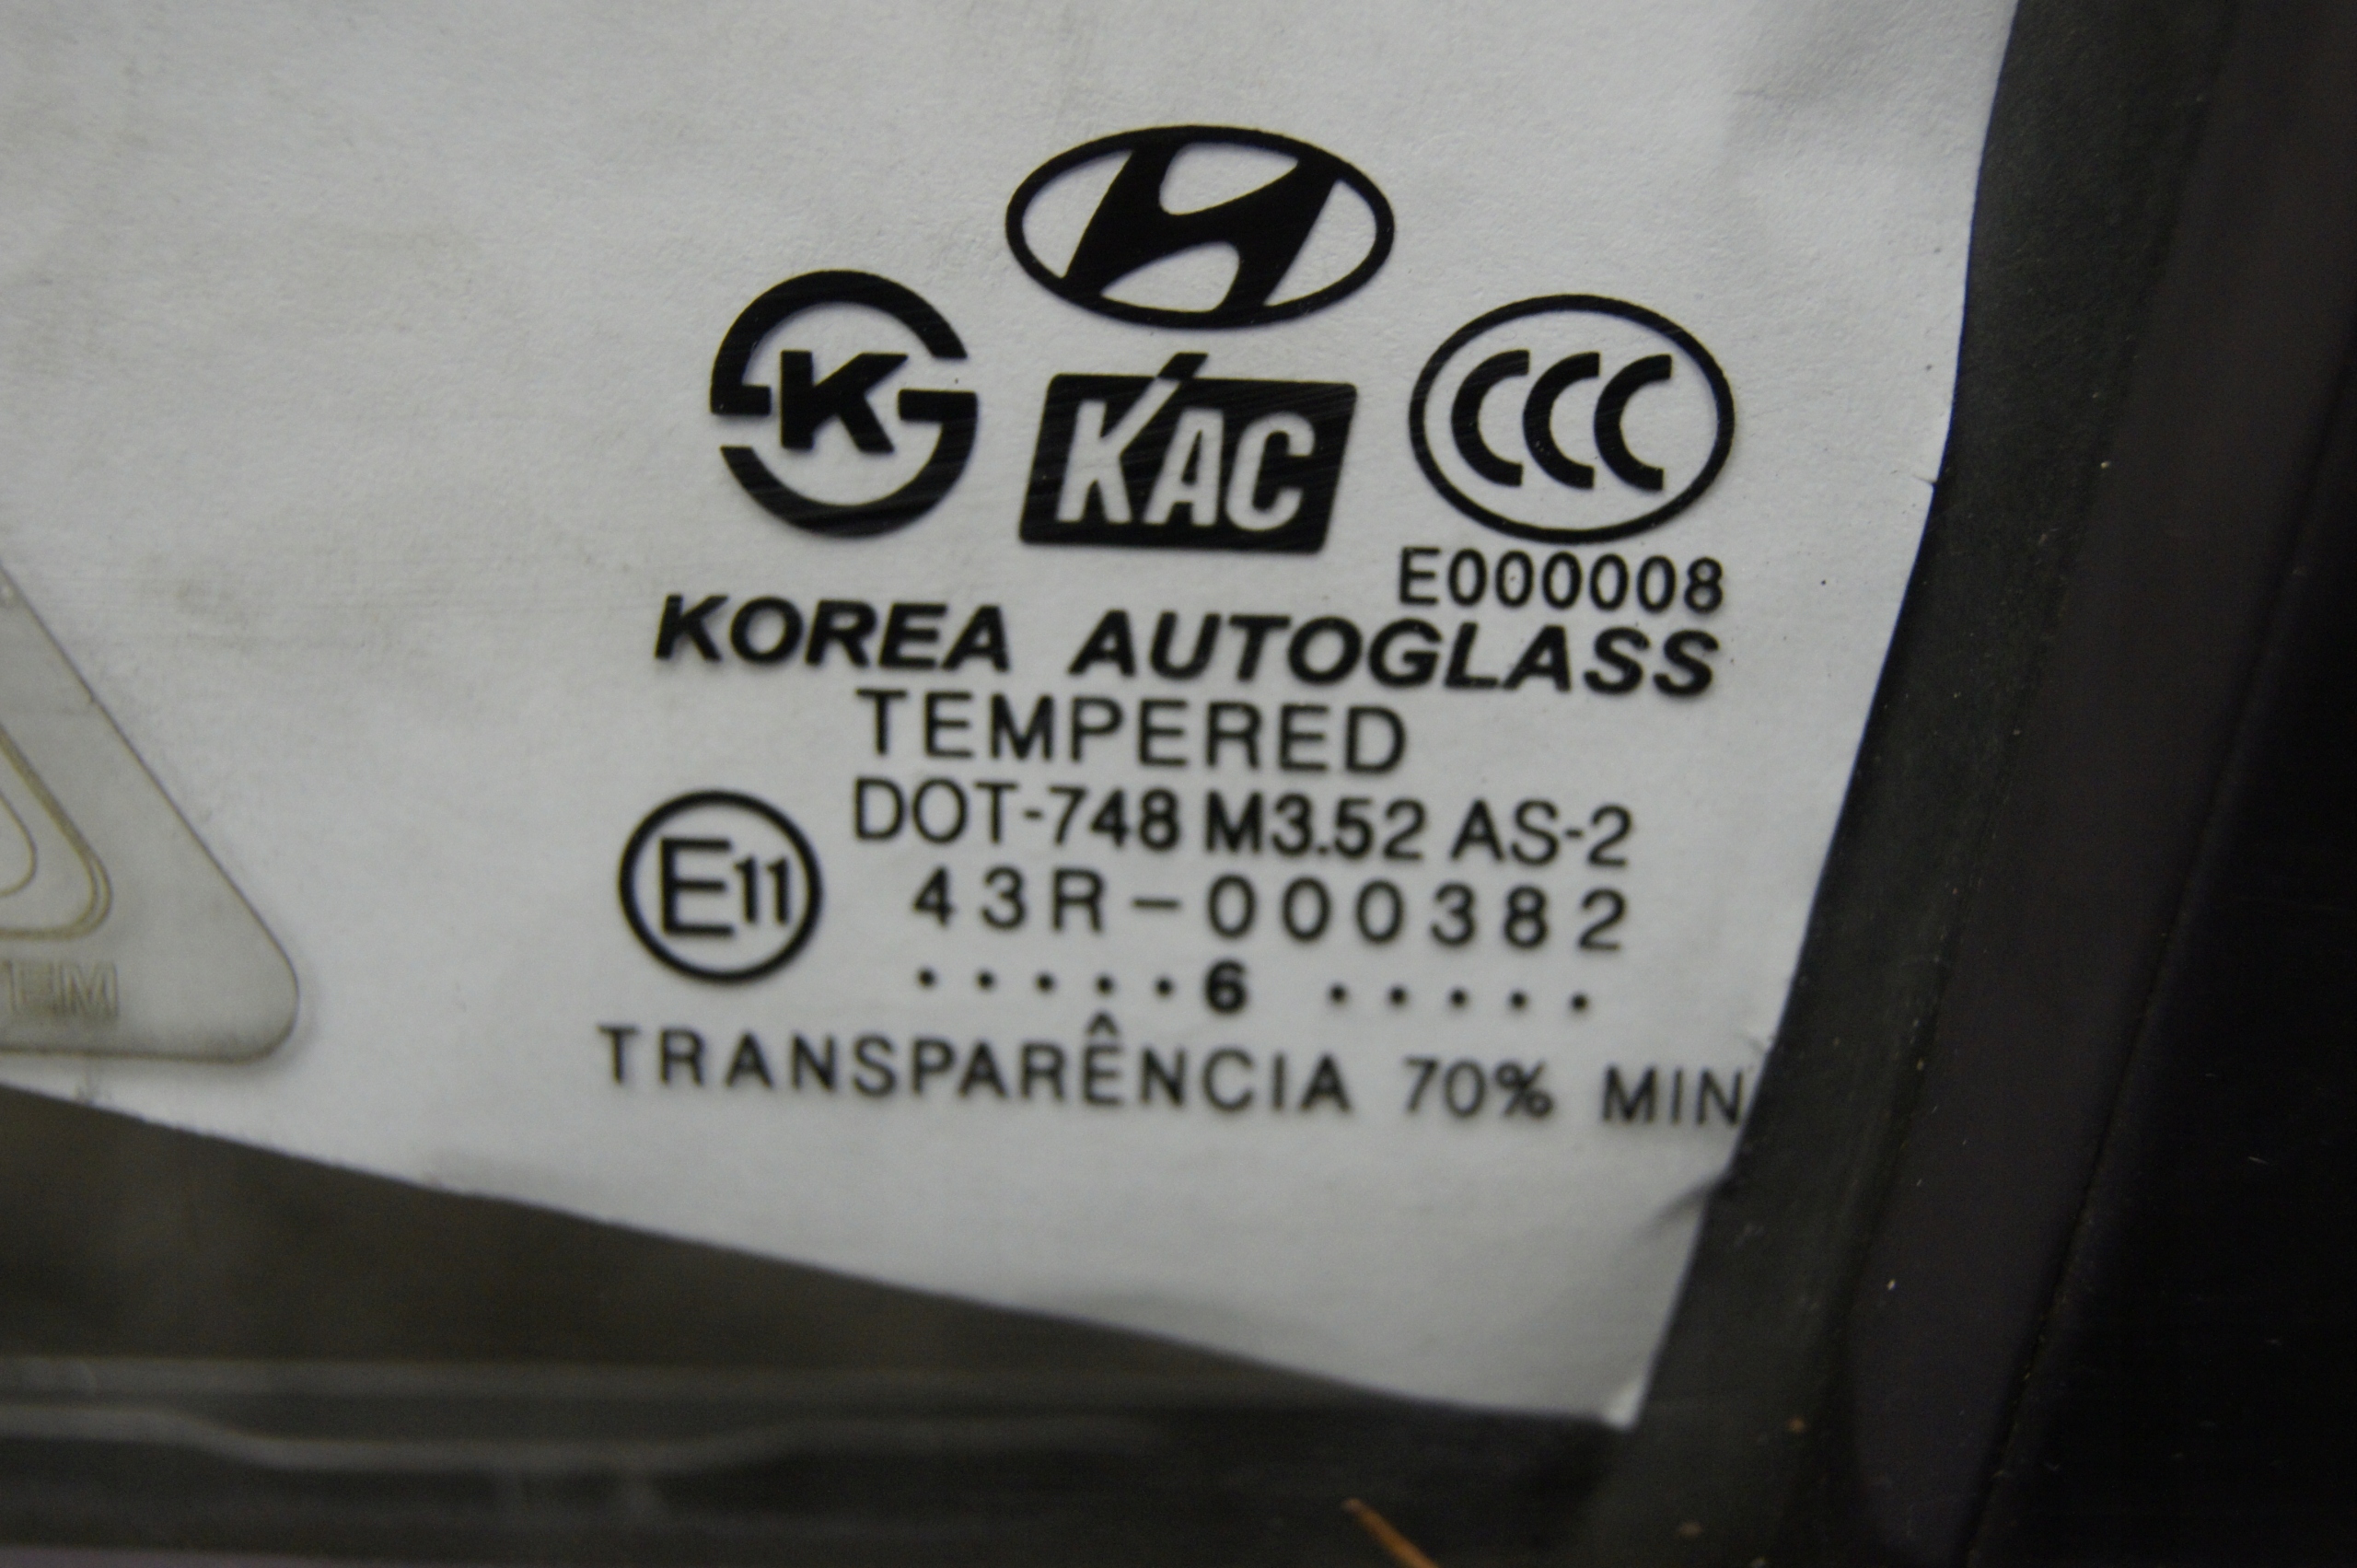 K
KAC
CCC
E000008
KOREA AUTOGLASS
TEMPERED
DOT-748 M3.52 AS-2
E11
43R-000382
.....6 .....
TRANSPARÊNCIA 70% MIN